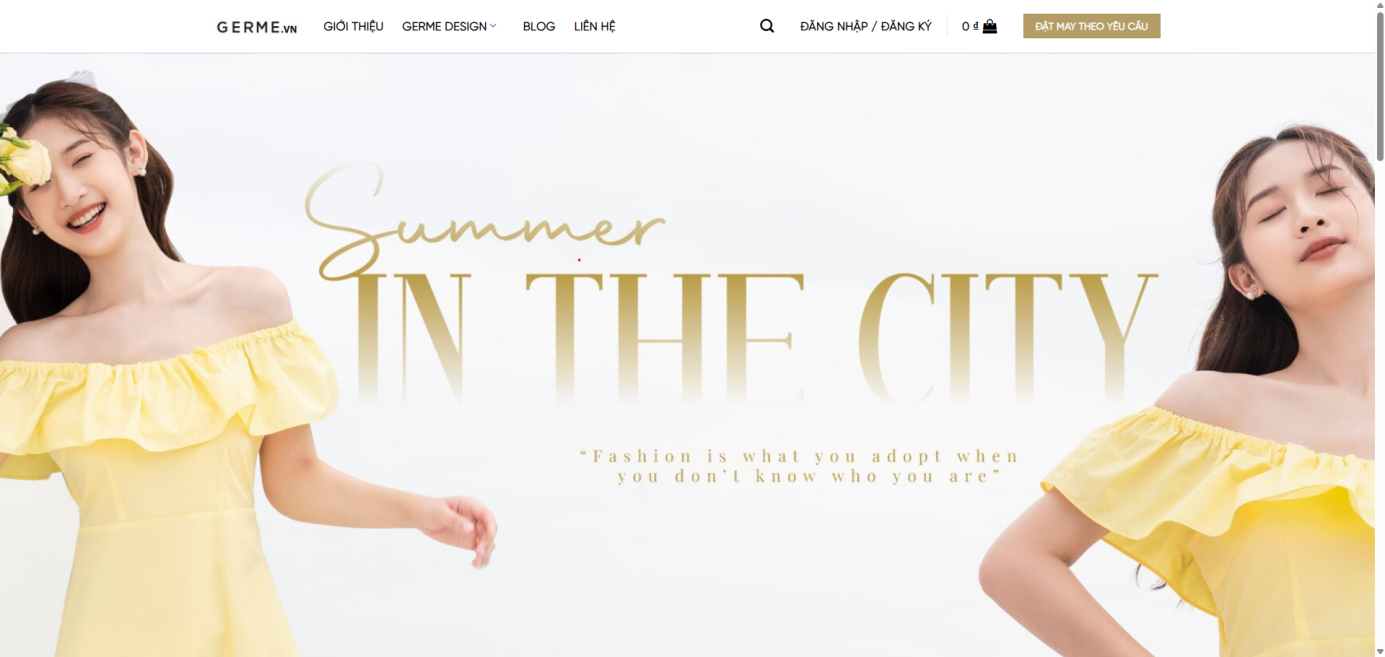 GERME.VN
GIỚI THIỆU
GERME DESIGN
BLOG
LIÊN HỆ
ĐĂNG NHẬP / ĐĂNG KÝ
0 ₫
ĐẶT MAY THEO YÊU CẦU
Summer
IN THE CITY
“Fashion is what you adopt when
you don’t know who you are”